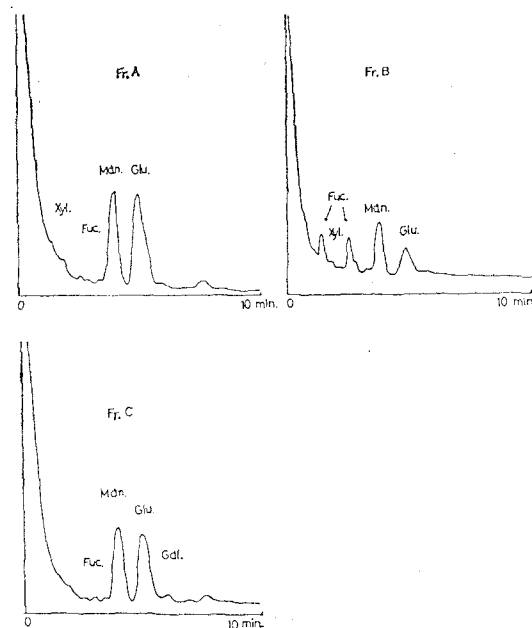 Fr. A
Man. Glu.
Xyl.
Fuc.
0 10 min.
Fr. B
Fuc.
Man.
Xyl.
Glu.
0 10 min.
Fr. C
Man.
Glu.
Fuc. Gal.
0 10 min.